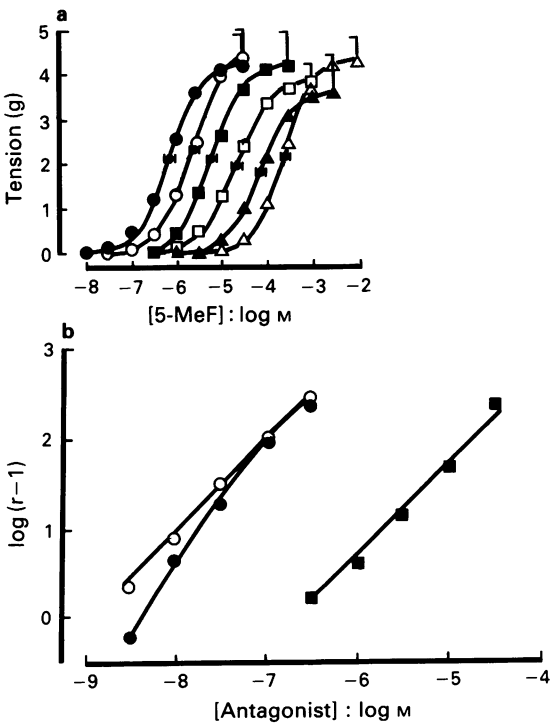 a
5
4
3
2
1
0
Tension (g)
−8 −7 −6 −5 −4 −3 −2
[5-MeF] : log M
b
3
2
1
0
log (r−1)
−9 −8 −7 −6 −5 −4
[Antagonist] : log M